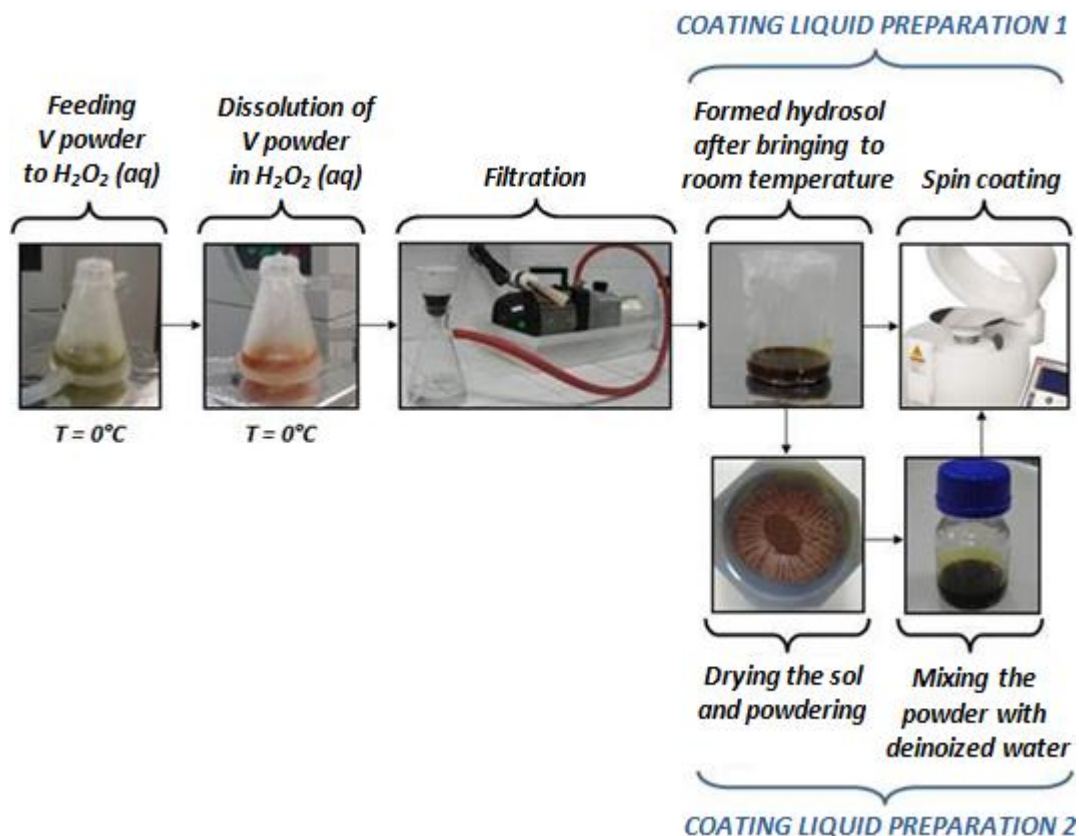 COATING LIQUID PREPARATION 1
Feeding
V powder
to H₂O₂ (aq)
Dissolution of
V powder
in H₂O₂ (aq)
Filtration
Formed hydrosol
after bringing to
room temperature
Spin coating
T = 0°C
T = 0°C
Drying the sol
and powdering
Mixing the
powder with
deinoized water
COATING LIQUID PREPARATION 2